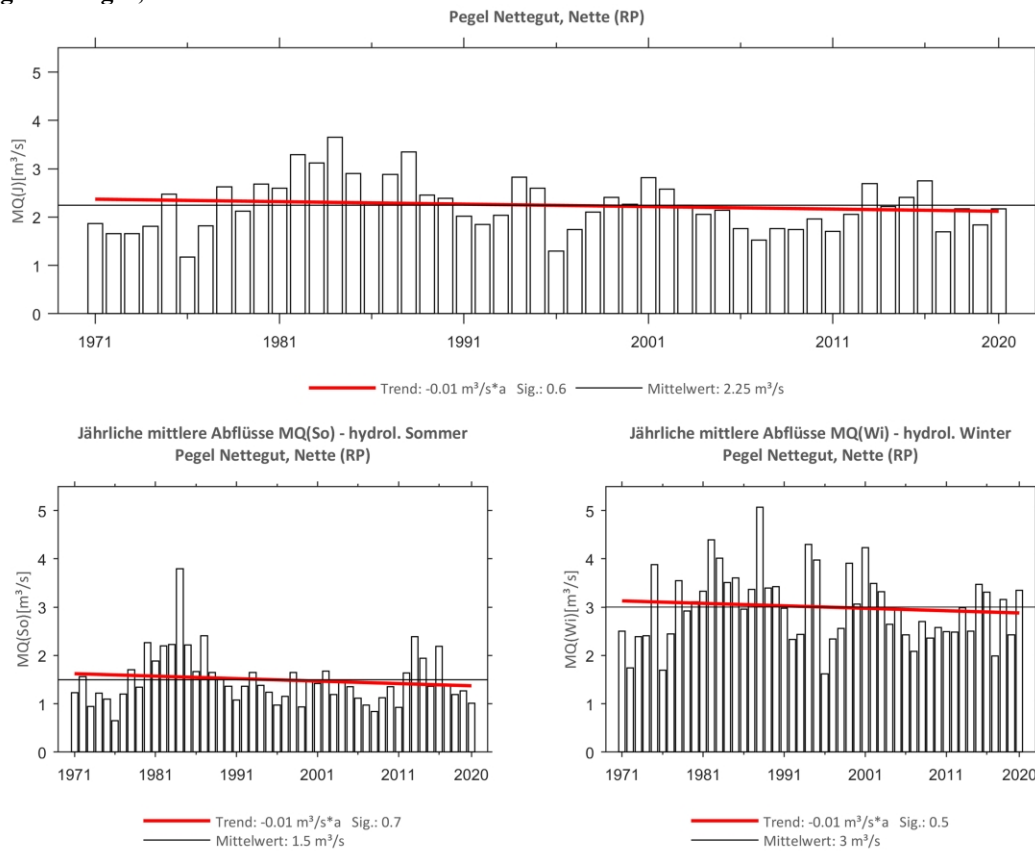 Pegel Nettegut, Nette (RP)
MQ(J)[m³/s]
5
4
3
2
1
0
1971 1981 1991 2001 2011 2020
Trend: -0.01 m³/s*a Sig.: 0.6 Mittelwert: 2.25 m³/s
Jährliche mittlere Abflüsse MQ(So) - hydrol. Sommer
Pegel Nettegut, Nette (RP)
MQ(So)[m³/s]
5
4
3
2
1
0
1971 1981 1991 2001 2011 2020
Trend: -0.01 m³/s*a Sig.: 0.7
Mittelwert: 1.5 m³/s
Jährliche mittlere Abflüsse MQ(Wi) - hydrol. Winter
Pegel Nettegut, Nette (RP)
MQ(Wi)[m³/s]
5
4
3
2
1
0
1971 1981 1991 2001 2011 2020
Trend: -0.01 m³/s*a Sig.: 0.5
Mittelwert: 3 m³/s